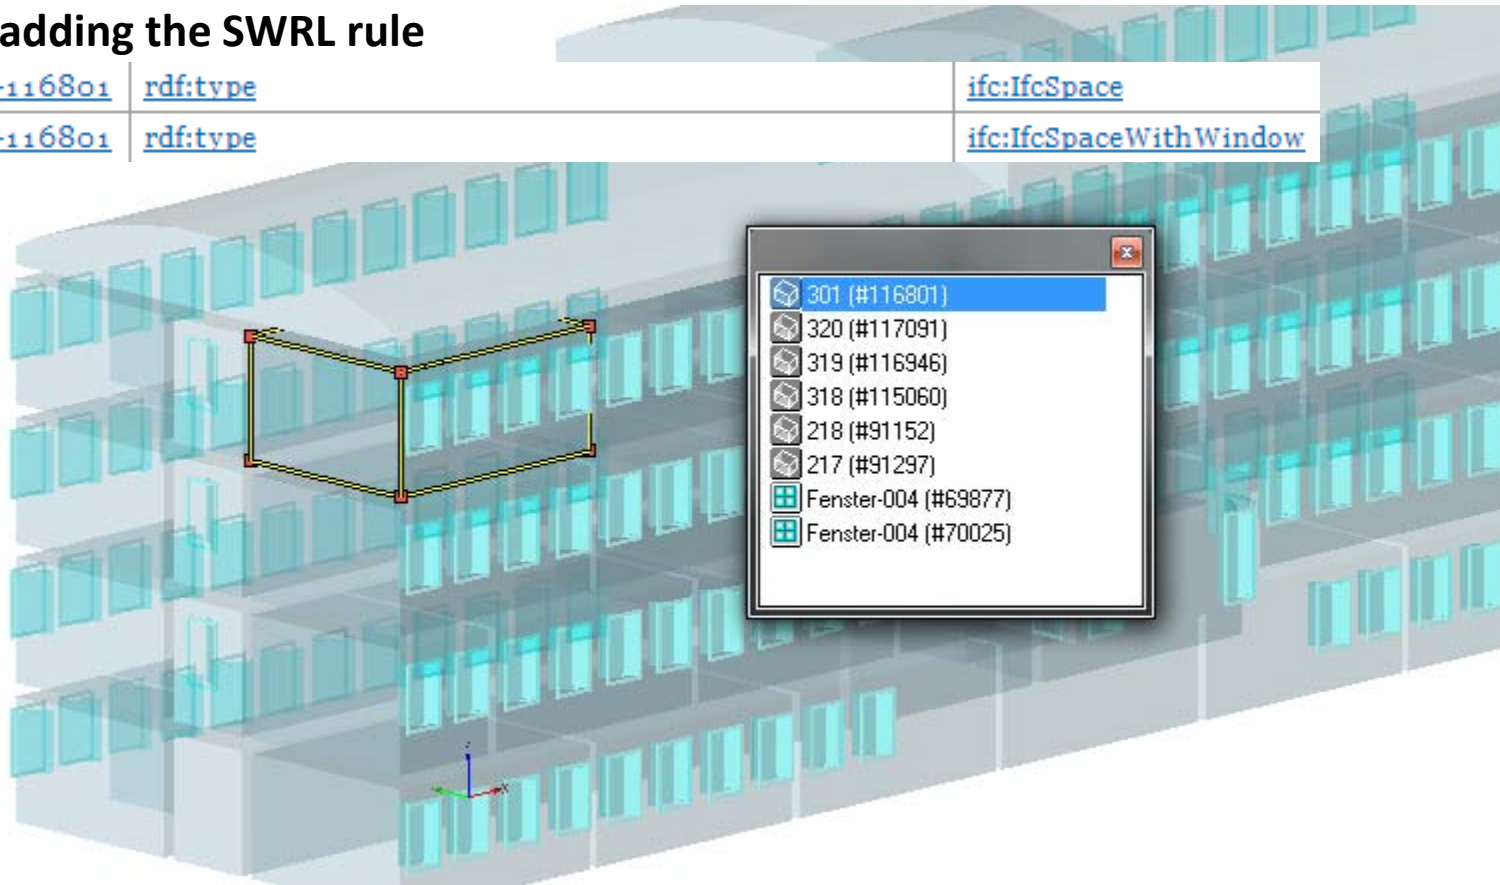 adding the SWRL rule
-116801 rdf:type ifc:IfcSpace
-116801 rdf:type ifc:IfcSpaceWithWindow
301 (#116801)
320 (#117091)
319 (#116946)
318 (#115060)
218 (#91152)
217 (#91297)
Fenster-004 (#69877)
Fenster-004 (#70025)
x